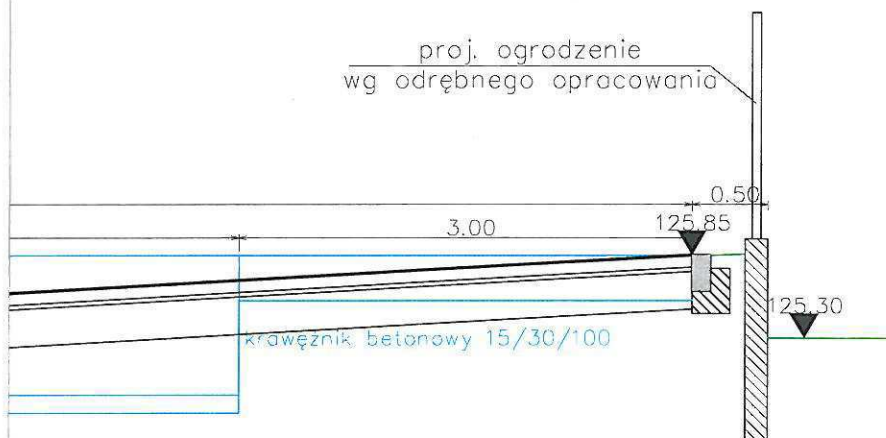 proj. ogrodzenie
wg odrębnego opracowania
0.50
3.00
125.85
125.30
krawężnik betonowy 15/30/100